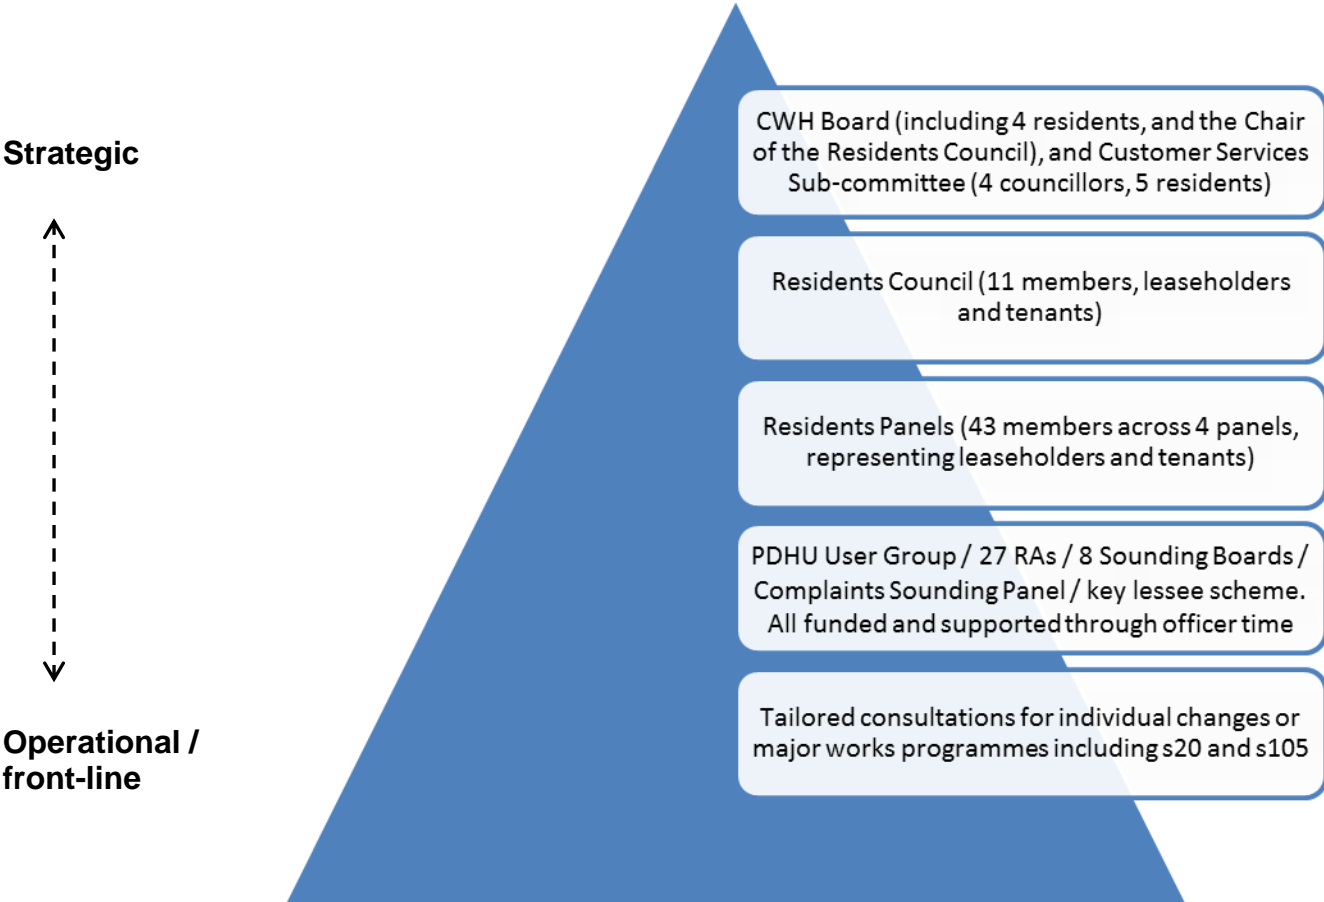 Strategic
CWH Board (including 4 residents, and the Chair
of the Residents Council), and Customer Services
Sub-committee (4 councillors, 5 residents)
Residents Council (11 members, leaseholders
and tenants)
Residents Panels (43 members across 4 panels,
representing leaseholders and tenants)
PDHU User Group / 27 RAs / 8 Sounding Boards /
Complaints Sounding Panel / key lessee scheme.
All funded and supported through officer time
Operational /
front-line
Tailored consultations for individual changes or
major works programmes including s20 and s105